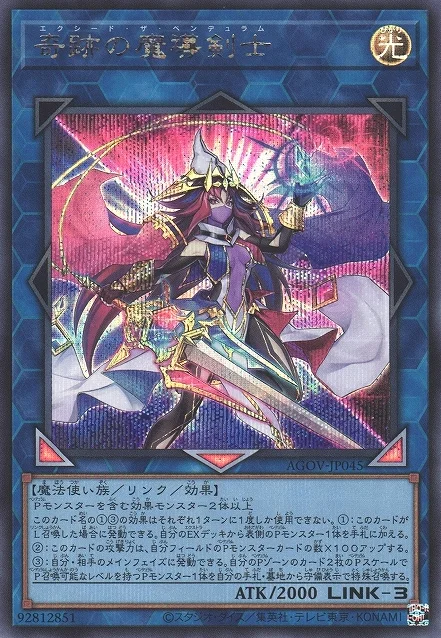 エクシード・ザ・ペンデュラム
奇跡の魔導剣士
光
AGOV-JP045
【魔法使い族／リンク／効果】
Pモンスターを含む効果モンスター2体以上
このカード名の①③の効果はそれぞれ1ターンに1度しか使用できない。①：このカードが
L召喚した場合に発動できる。自分のEXデッキから表側のPモンスター1体を手札に加える。
②：このカードの攻撃力は、自分フィールドのPモンスターカードの数×100アップする。
③：自分・相手のメインフェイズに発動できる。自分のPゾーンのカード2枚のPスケールで
P召喚可能なレベルを持つPモンスター1体を自分の手札・墓地から守備表示で特殊召喚する。
ATK/2000 LINK-3
92812851 ©スタジオ・ダイス／集英社・テレビ東京・KONAMI